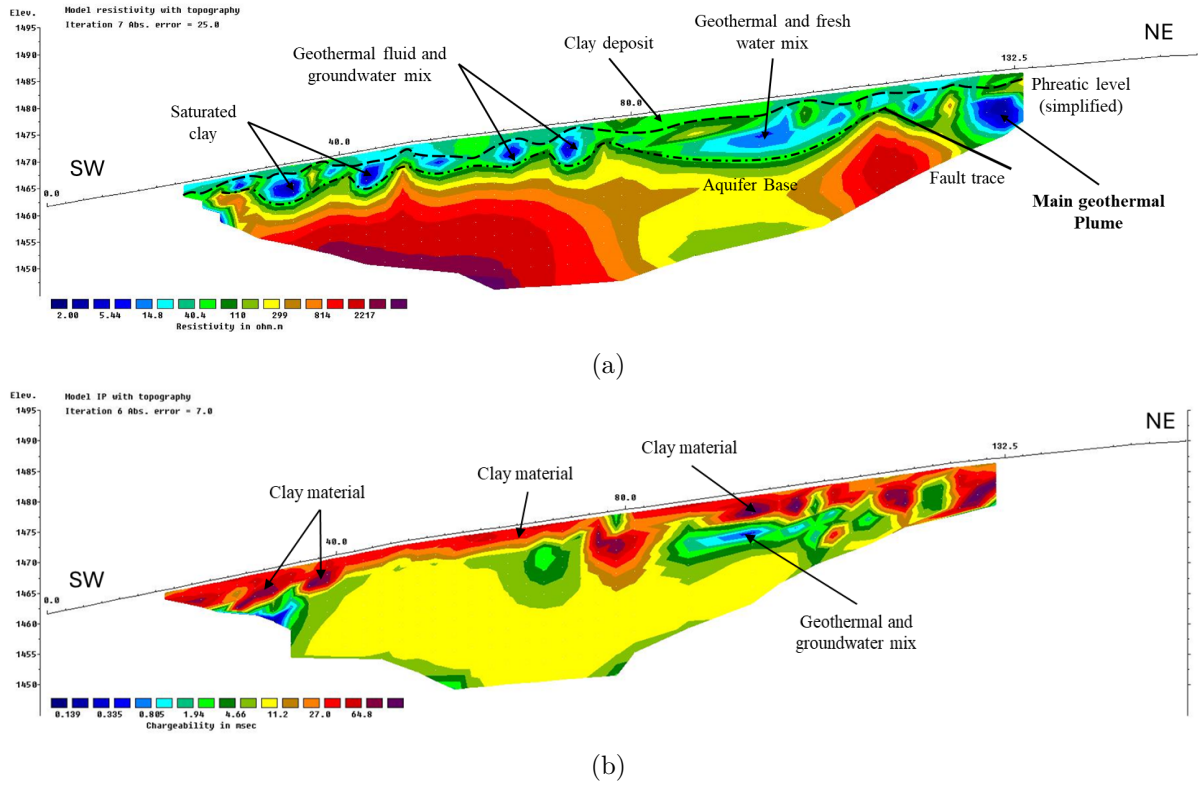 Elev.
Model resistivity with topography
Iteration 7 Abs. error = 25.0
1495
1490
1485
1480
1475
1470
1465
1460
1455
1450
Geothermal fluid and
groundwater mix
Clay deposit
Geothermal and fresh
water mix
NE
132.5
Phreatic level
(simplified)
Saturated
clay
80.0
40.0
SW
0.0
Aquifer Base
Fault trace
Main geothermal
Plume
2.00 5.44 14.8 40.4 110 299 814 2217
Resistivity in ohm.m
(a)
Elev.
Model IP with topography
Iteration 6 Abs. error = 7.0
1495
1490
1485
1480
1475
1470
1465
1460
1455
1450
NE
132.5
Clay material
Clay material
Clay material
80.0
40.0
SW
0.0
Geothermal and
groundwater mix
0.139 0.335 0.805 1.94 4.66 11.2 27.0 64.8
Chargeability in msec
(b)